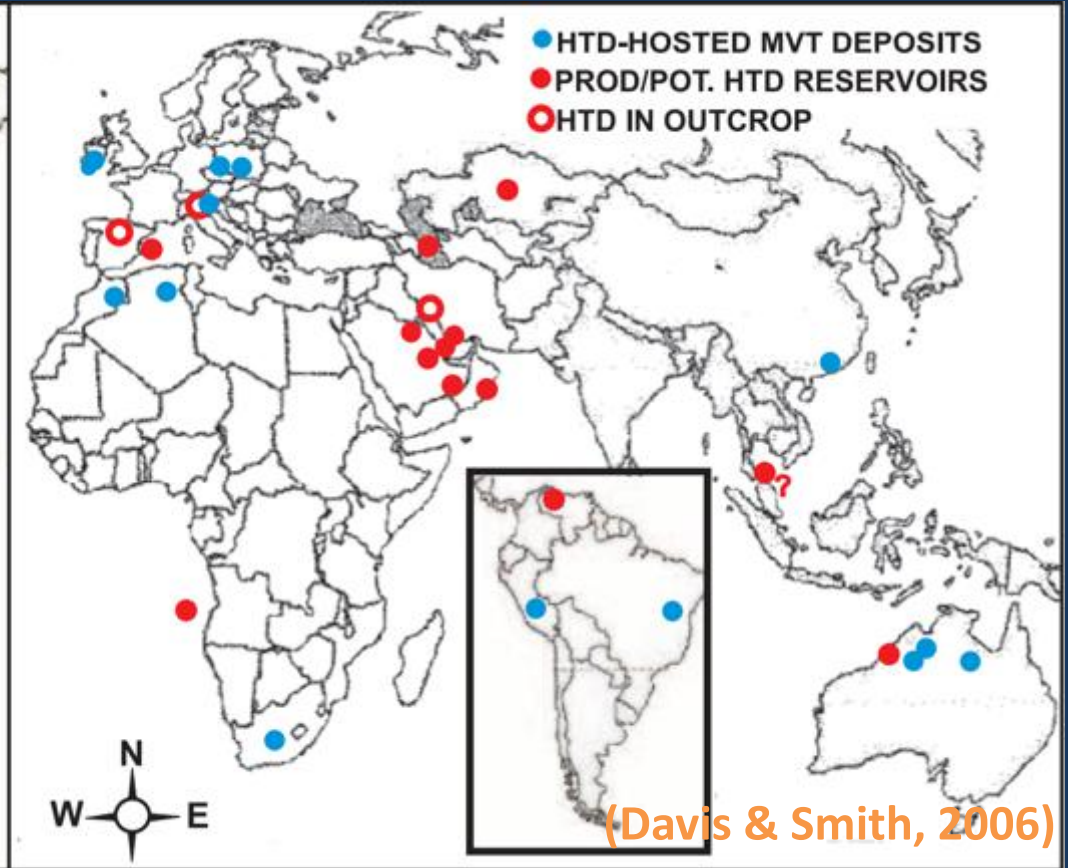 HTD-HOSTED MVT DEPOSITS
PROD/POT. HTD RESERVOIRS
HTD IN OUTCROP
?
N
W E
S
(Davis & Smith, 2006)